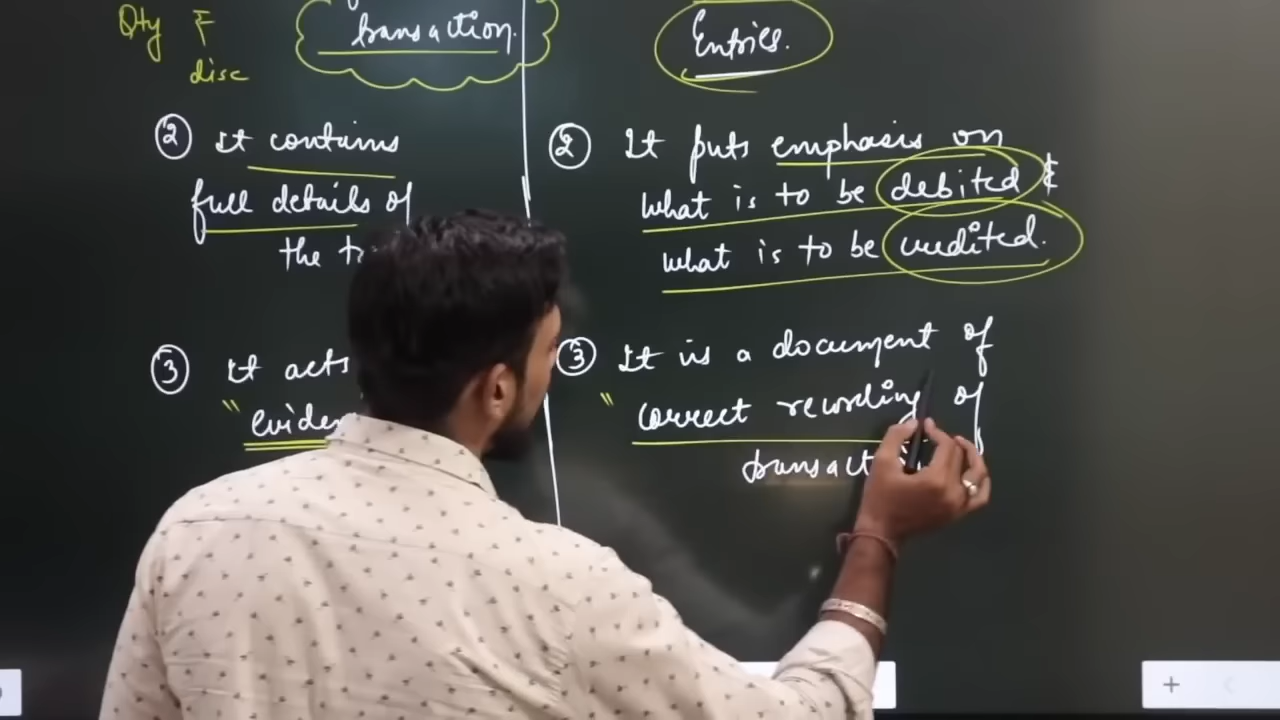 Qty ₹
disc
transaction.
② It contains
full details of
the
③ It acts
"
Entries.
② It puts emphasis on
what is to be debited &
what is to be credited.
③ It is a document of
" correct recording of